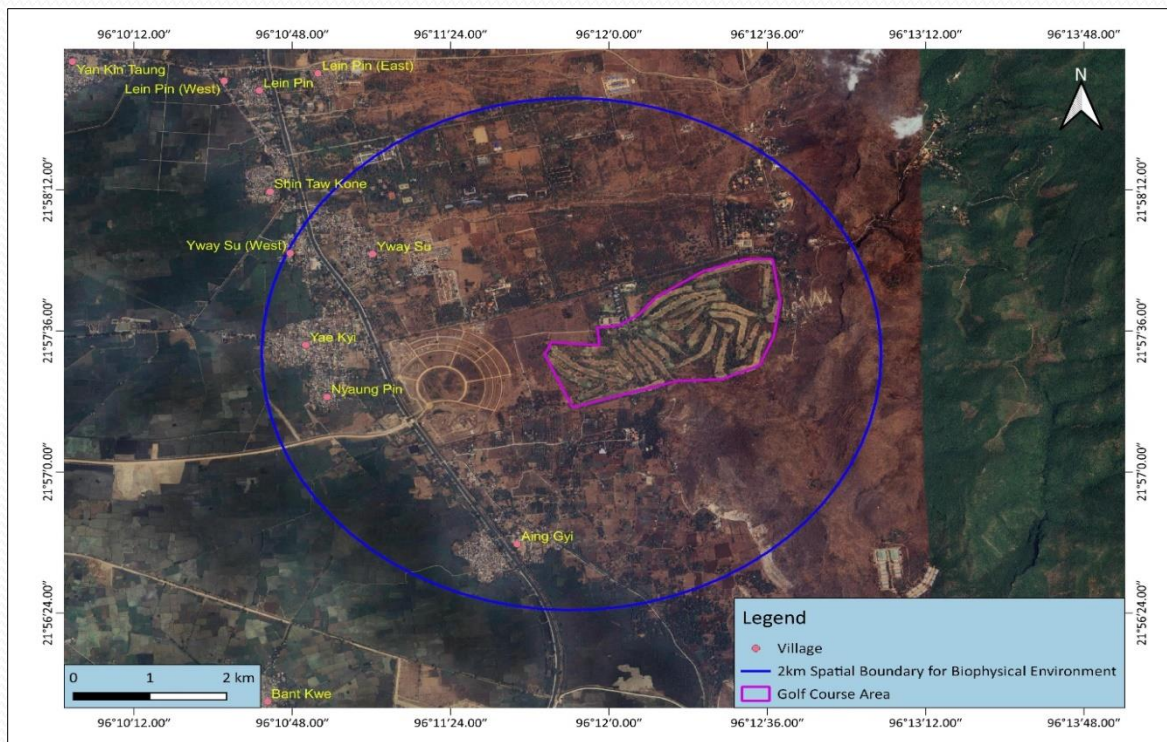 96°10'12.00" 96°10'48.00" 96°11'24.00" 96°12'0.00" 96°12'36.00" 96°13'12.00" 96°13'48.00"
Yan Kin Taung
Lein Pin (East)
Lein Pin (West)
Lein Pin
N
21°58'12.00"
Shin Taw Kone
21°58'12.00"
Yway Su (West)
Yway Su
21°57'36.00"
Yae Kyi
21°57'36.00"
Nyaung Pin
21°57'0.00"
21°57'0.00"
Aing Gyi
21°56'24.00"
21°56'24.00"
Legend
Village
2km Spatial Boundary for Biophysical Environment
Golf Course Area
0 1 2 km
Bant Kwe
96°10'12.00" 96°10'48.00" 96°11'24.00" 96°12'0.00" 96°12'36.00" 96°13'12.00" 96°13'48.00"